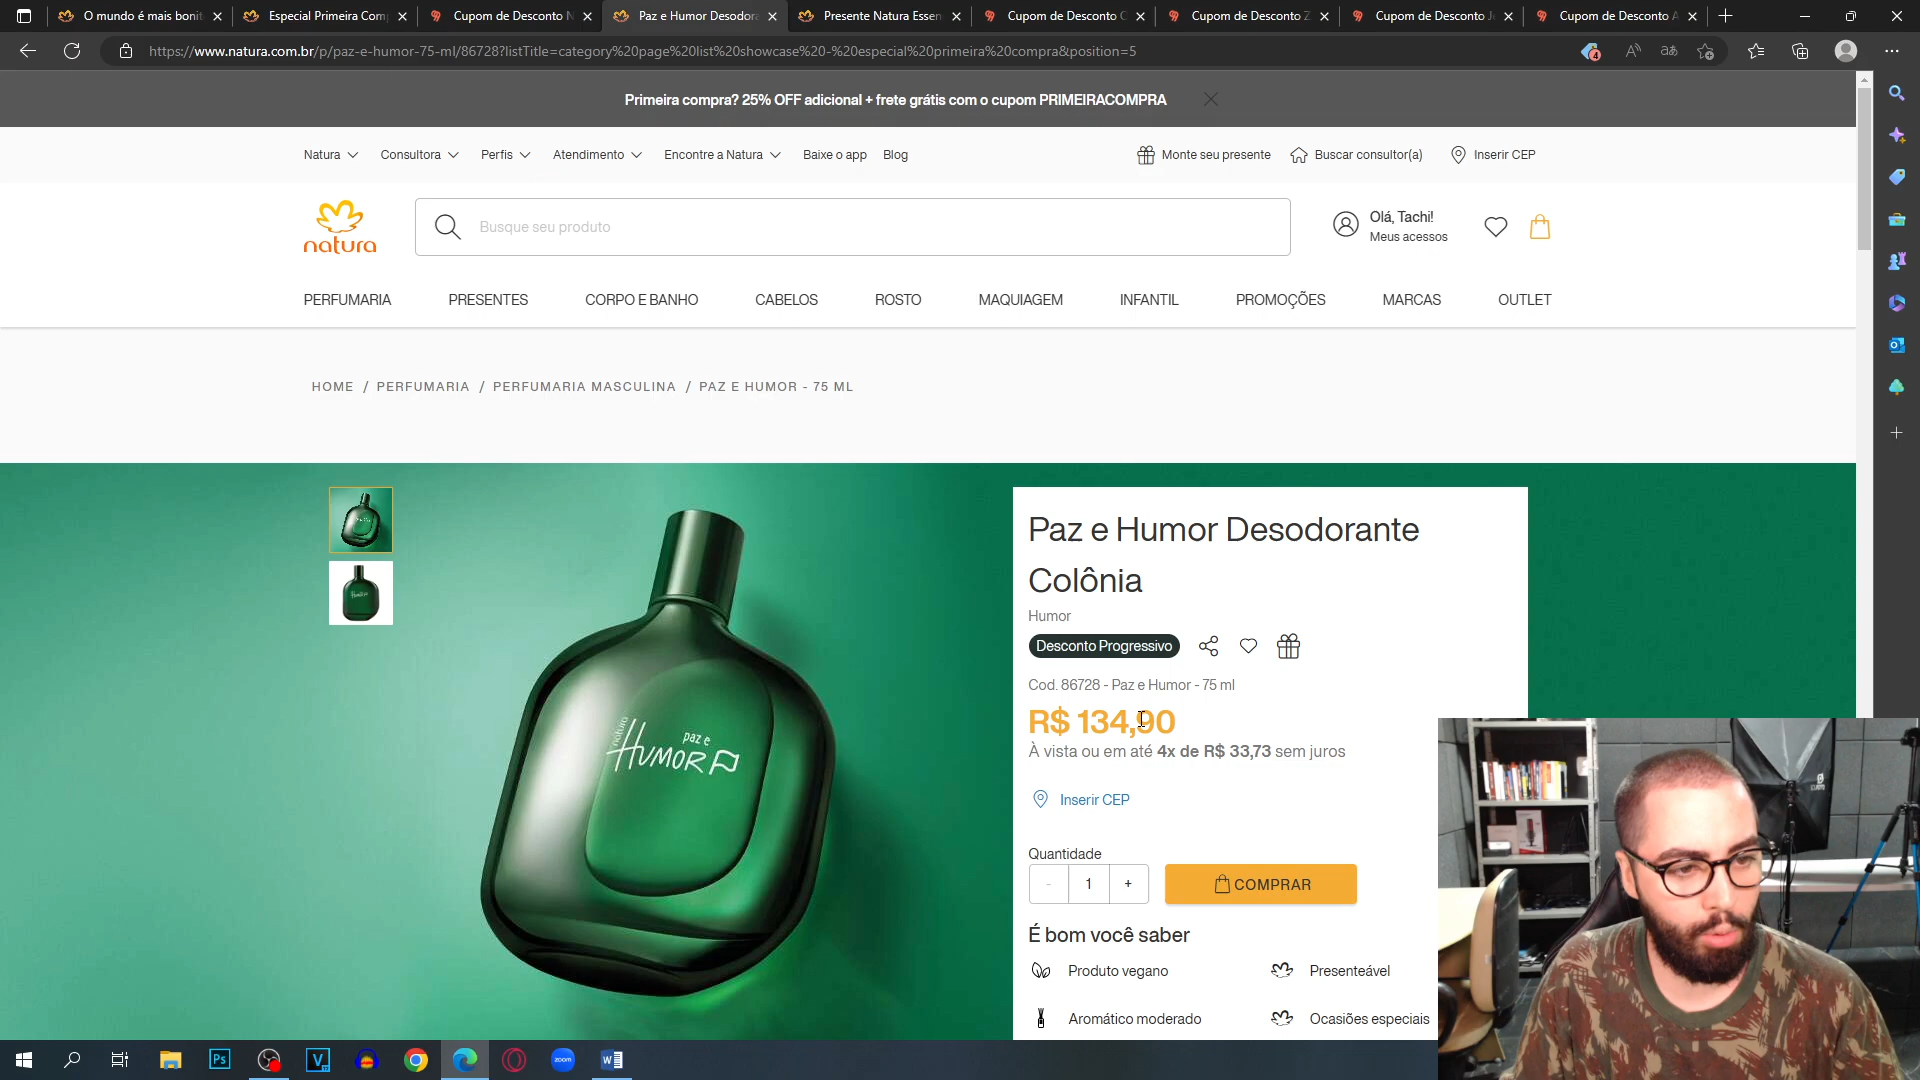 O mundo é mais bonit
Especial Primeira Com
Cupom de Desconto N
Paz e Humor Desodora
Presente Natura Essen
Cupom de Desconto C
Cupom de Desconto Z
Cupom de Desconto
Cupom de Desconto A
https://www.natura.com.br/p/paz-e-humor-75-ml/86728?listTitle=category%20page%20list%20showcase%20-%20especial%20primeira%20compra&position=5
Primeira compra? 25% OFF adicional + frete grátis com o cupom PRIMEIRACOMPRA
Natura Consultora Perfis Atendimento Encontre a Natura Baixe o app Blog Monte seu presente Buscar consultor(a) Inserir CEP
natura
Busque seu produto
Olá, Tachi!
Meus acessos
PERFUMARIA PRESENTES CORPO E BANHO CABELOS ROSTO MAQUIAGEM INFANTIL PROMOÇÕES MARCAS OUTLET
HOME / PERFUMARIA / PERFUMARIA MASCULINA / PAZ E HUMOR - 75 ML
natura
paz e
Humor
Paz e Humor Desodorante
Colônia
Humor
Desconto Progressivo
Cod. 86728 - Paz e Humor - 75 ml
R$ 134,90
À vista ou em até 4x de R$ 33,73 sem juros
Inserir CEP
Quantidade
- 1 + COMPRAR
É bom você saber
Produto vegano Presenteável
Aromático moderado Ocasiões especiais
Ps V zoom W